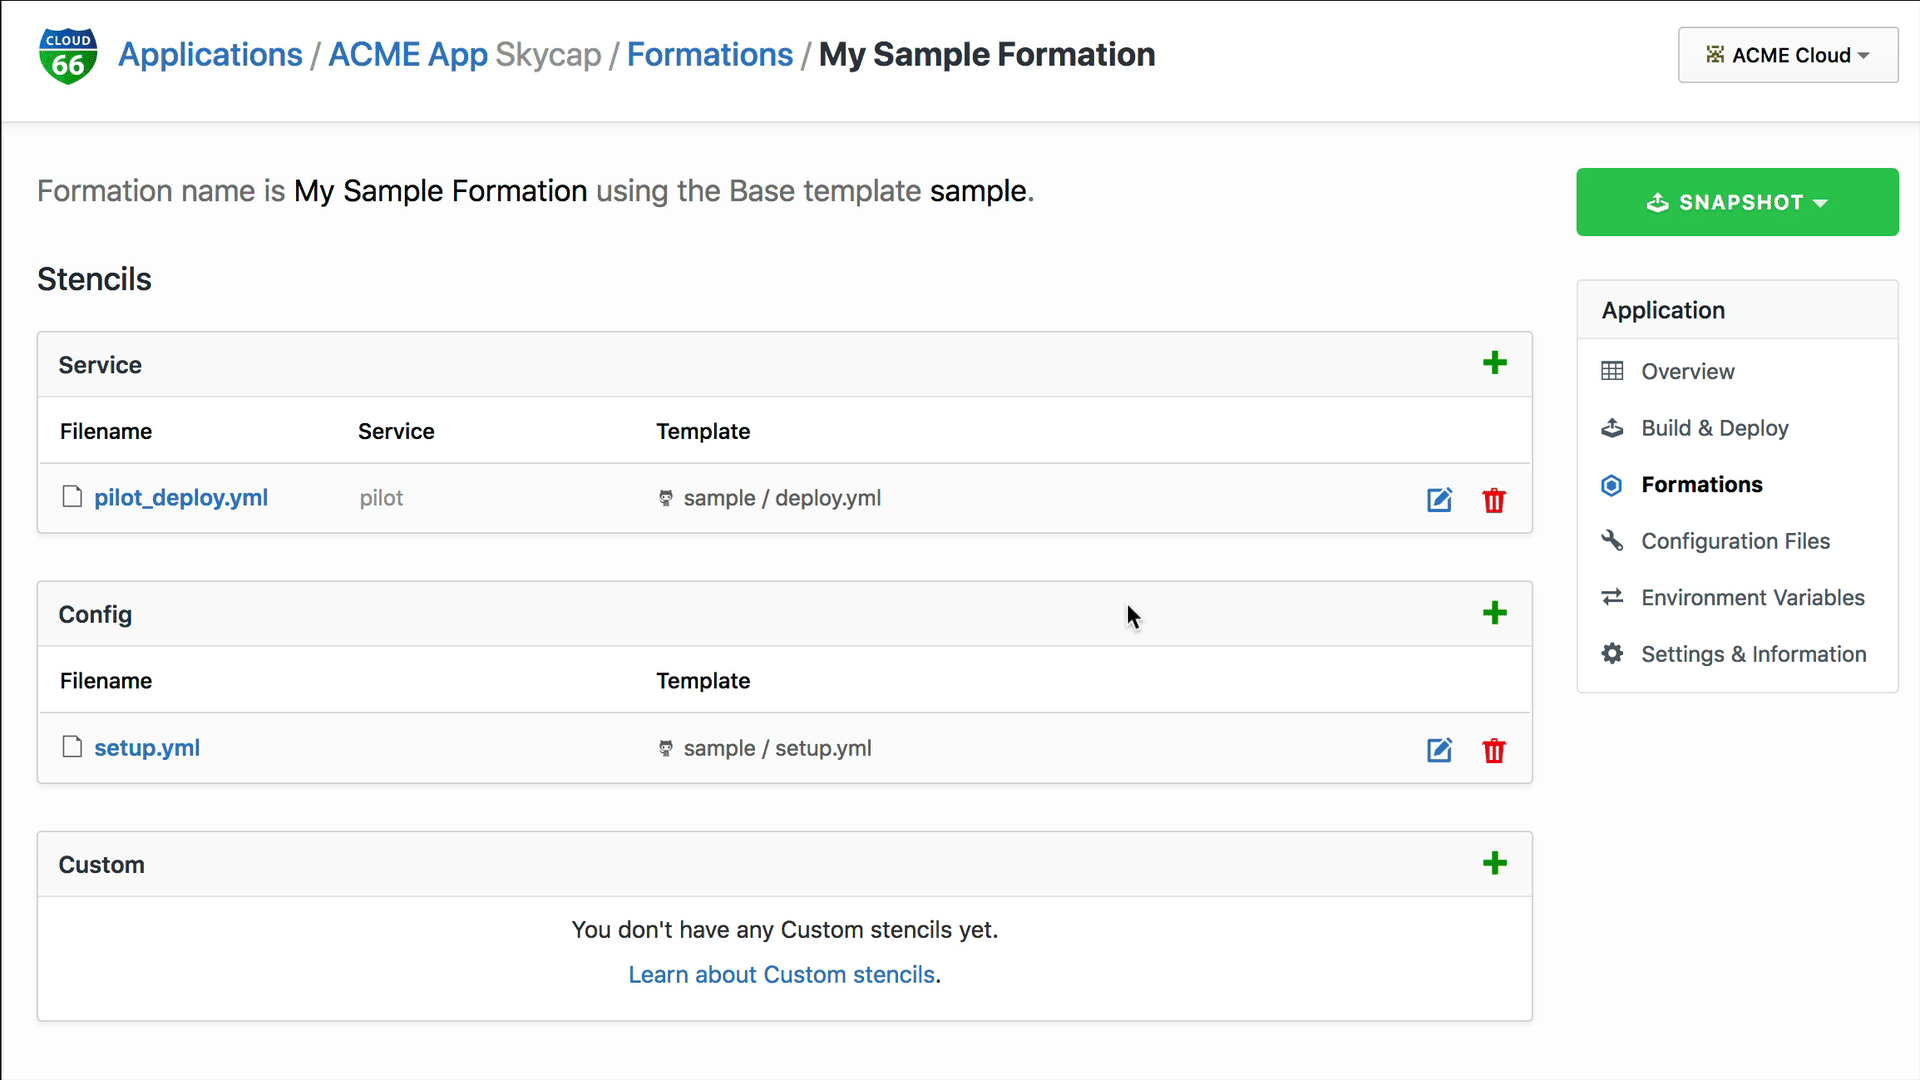 CLOUD
66
Applications / ACME App Skycap / Formations / My Sample Formation
ACME Cloud
Formation name is My Sample Formation using the Base template sample.
SNAPSHOT
Stencils
Service
Filename Service Template
pilot_deploy.yml pilot sample / deploy.yml
Config
Filename Template
setup.yml sample / setup.yml
Custom
You don't have any Custom stencils yet.
Learn about Custom stencils.
Application
Overview
Build & Deploy
Formations
Configuration Files
Environment Variables
Settings & Information